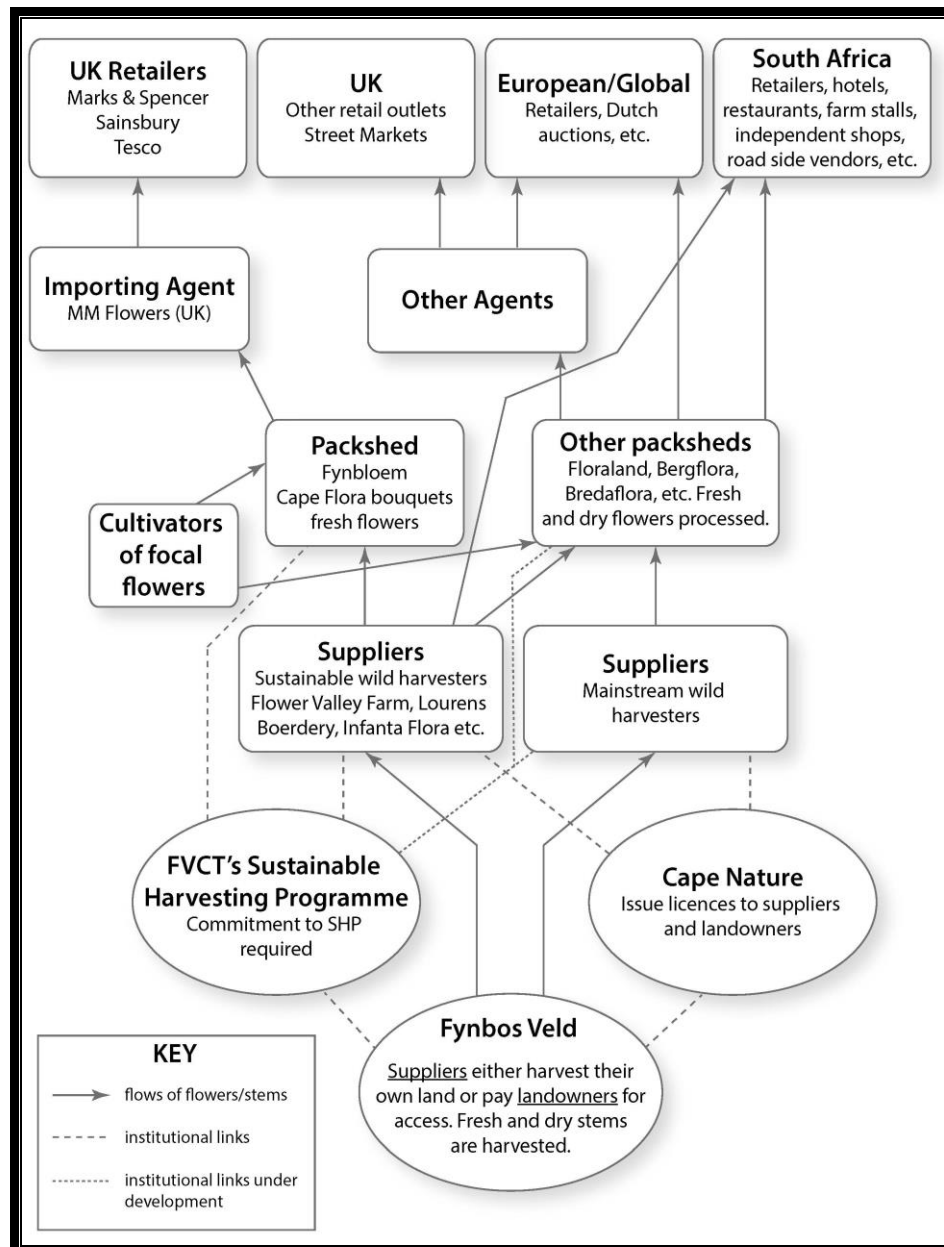 UK Retailers
Marks & Spencer
Sainsbury
Tesco
UK
Other retail outlets
Street Markets
European/Global
Retailers, Dutch
auctions, etc.
South Africa
Retailers, hotels,
restaurants, farm stalls,
independent shops,
road side vendors, etc.
Importing Agent
MM Flowers (UK)
Other Agents
Packshed
Fynbloem
Cape Flora bouquets
fresh flowers
Other packsheds
Floraland, Bergflora,
Bredaflora, etc. Fresh
and dry flowers processed.
Cultivators
of focal
flowers
Suppliers
Sustainable wild harvesters
Flower Valley Farm, Lourens
Boerdery, Infanta Flora etc.
Suppliers
Mainstream wild
harvesters
FVCT's Sustainable
Harvesting Programme
Commitment to SHP
required
Cape Nature
Issue licences to suppliers
and landowners
Fynbos Veld
Suppliers either harvest their
own land or pay landowners for
access. Fresh and dry stems
are harvested.
KEY
flows of flowers/stems
institutional links
institutional links under
development